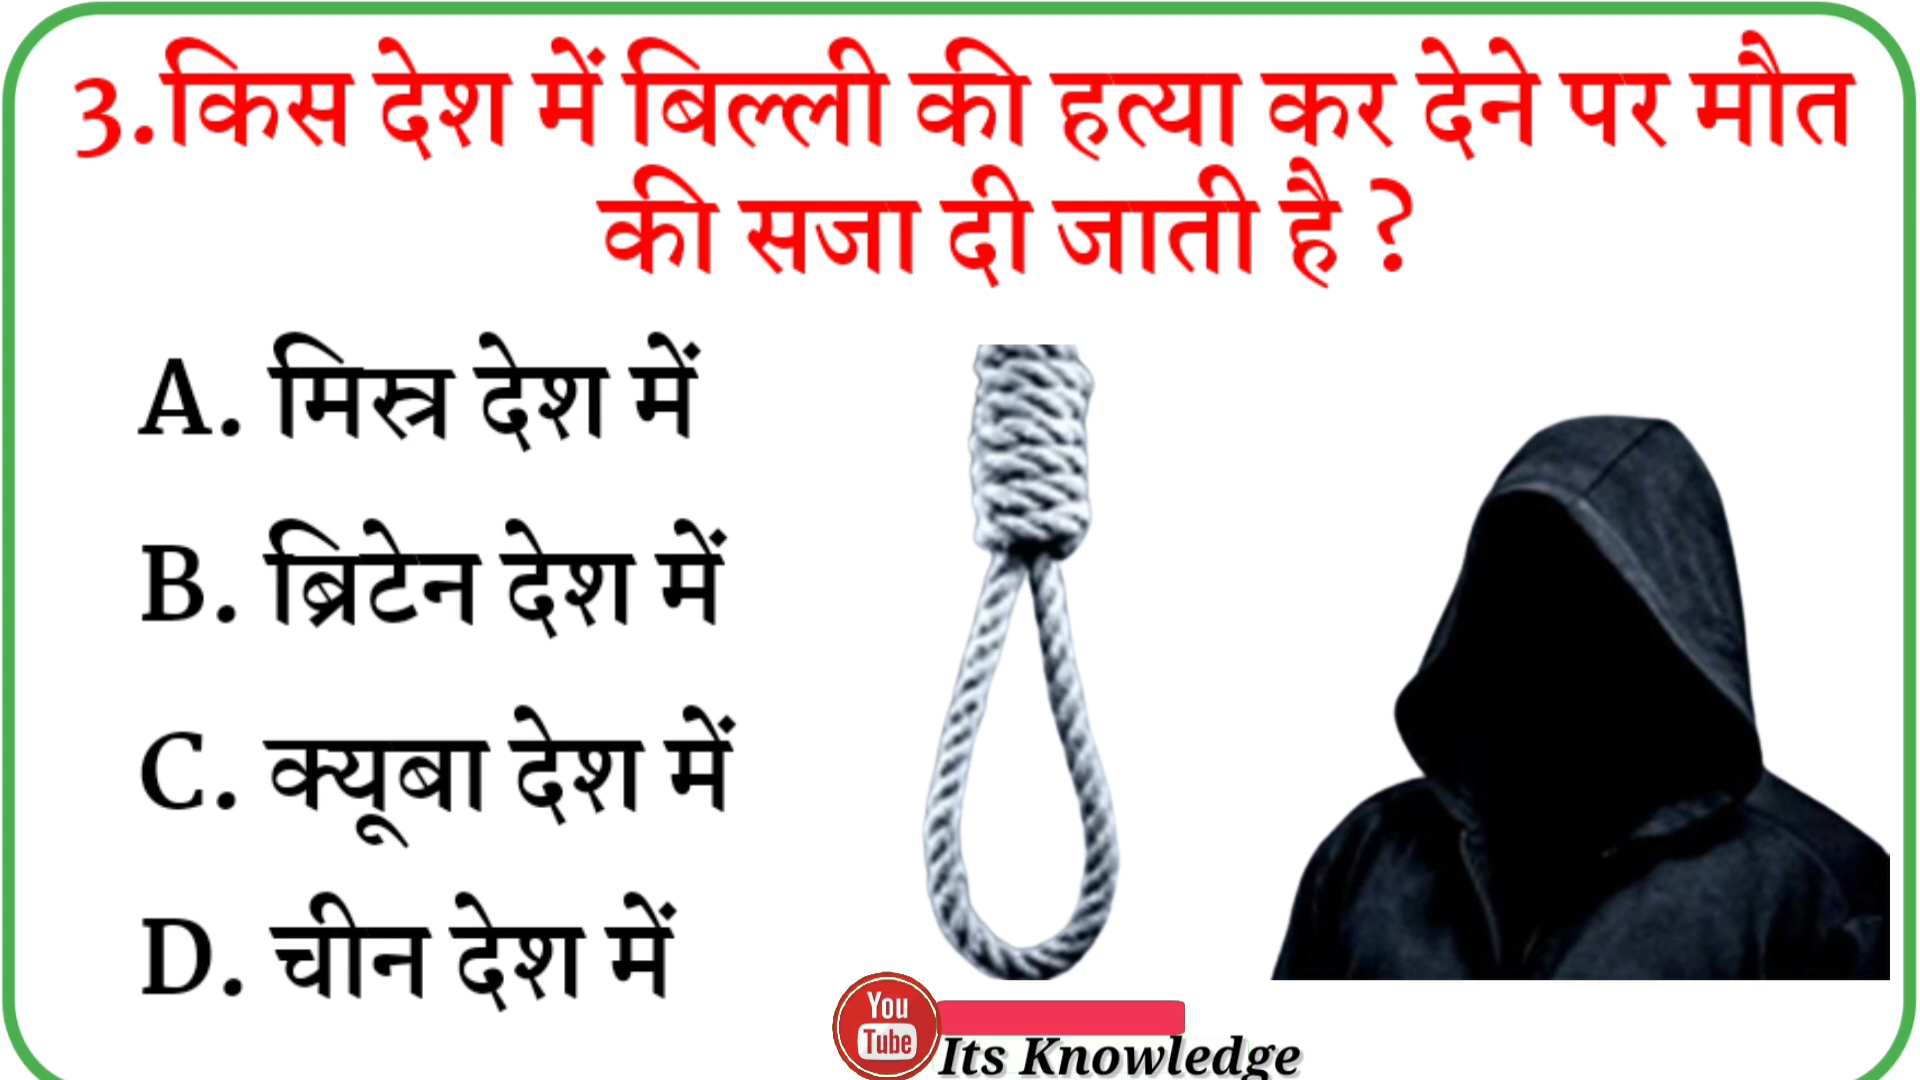 3.किस देश में बिल्ली की हत्या कर देने पर मौत
की सजा दी जाती है ?
A. मिस्त्र देश में
B. ब्रिटेन देश में
C. क्यूबा देश में
D. चीन देश में
You
Tube
Its Knowledge